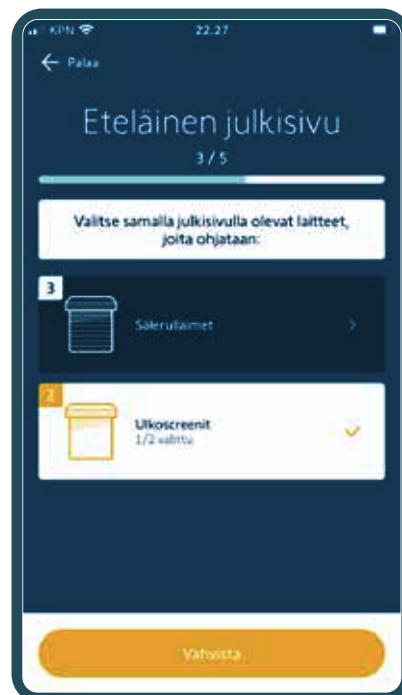 KPN
22.27
Palaa
Eteläinen julkisivu
3 / 5
Valitse samalla julkisivulla olevat laitteet,
joita ohjataan:
3
Sälerullaimet
2
Ulkoscreenit
1/2 valittu
Vahvista